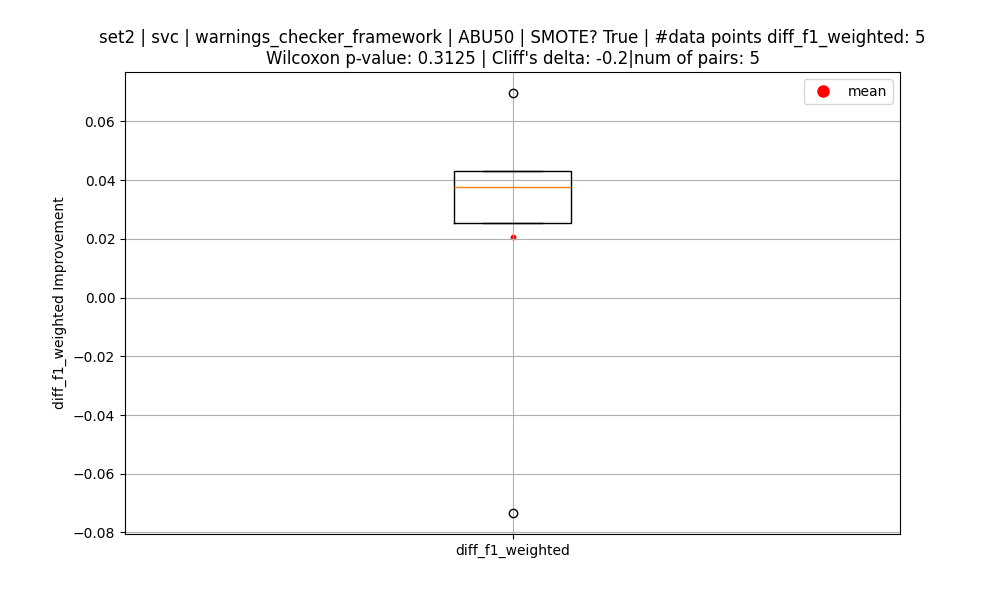 set2 | svc | warnings_checker_framework | ABU50 | SMOTE? True | #data points diff_f1_weighted: 5
Wilcoxon p-value: 0.3125 | Cliff's delta: -0.2|num of pairs: 5
mean
0.06
0.04
0.02
0.00
−0.02
−0.04
−0.06
−0.08
diff_f1_weighted Improvement
diff_f1_weighted